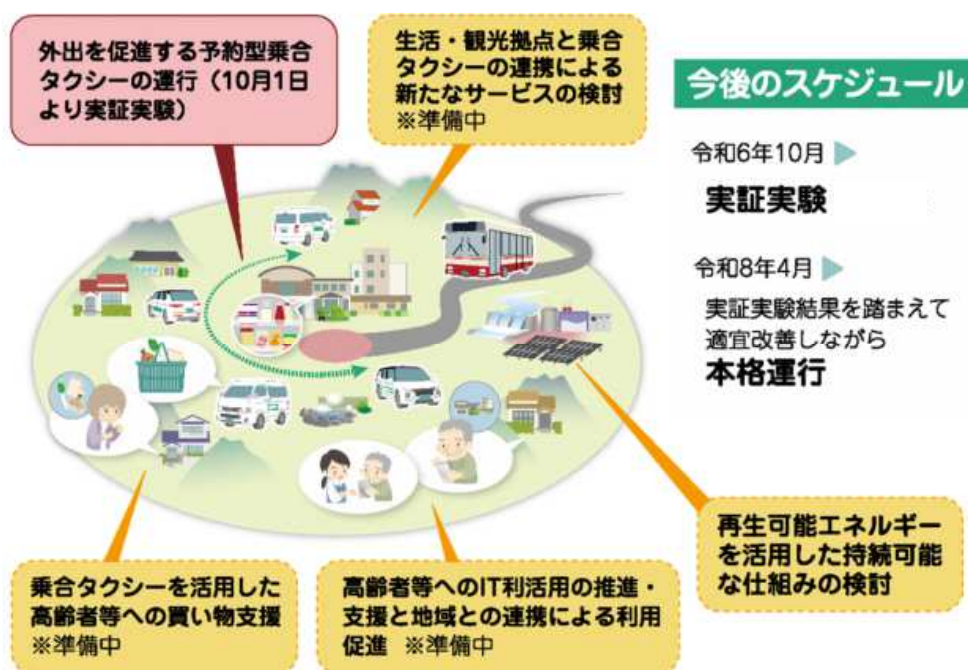 外出を促進する予約型乗合
タクシーの運行（10月1日
より実証実験）
生活・観光拠点と乗合
タクシーの連携による
新たなサービスの検討
※準備中
今後のスケジュール
令和6年10月
実証実験
令和8年4月
実証実験結果を踏まえて
適宜改善しながら
本格運行
再生可能エネルギー
を活用した持続可能
な仕組みの検討
乗合タクシーを活用した
高齢者等への買い物支援
※準備中
高齢者等へのIT利活用の推進・
支援と地域との連携による利用
促進 ※準備中